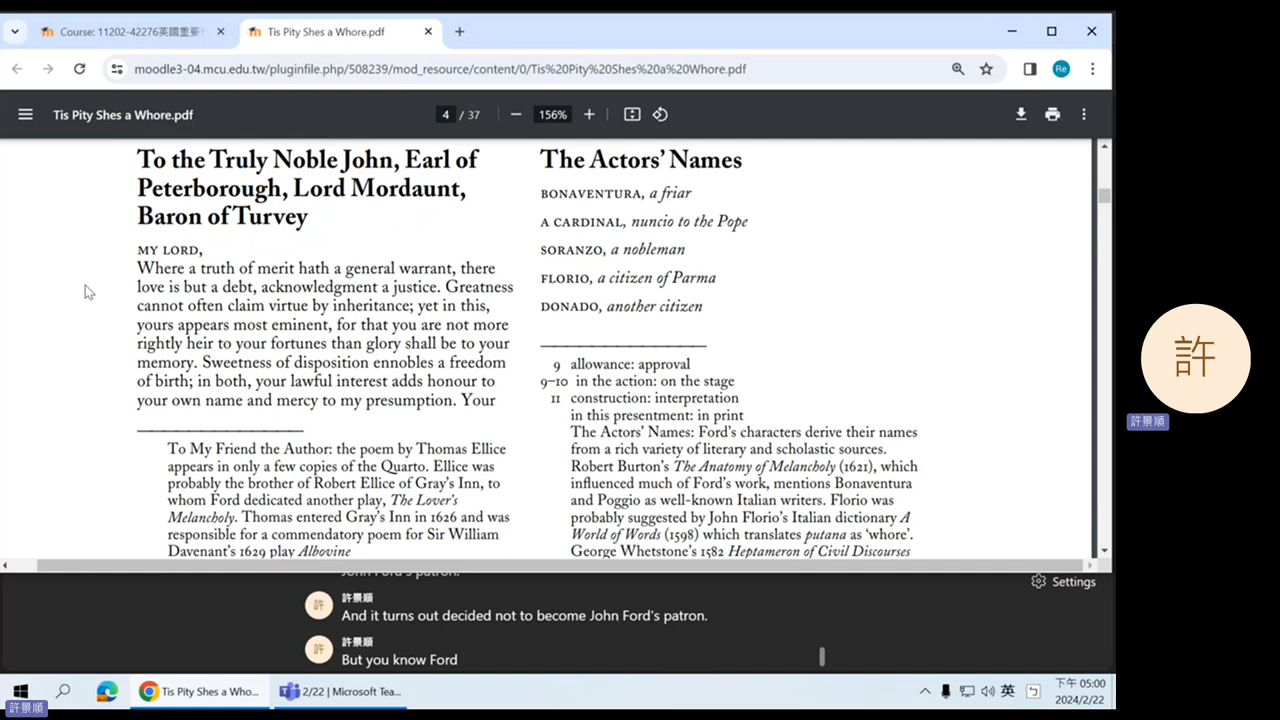 Course: 11202-42276英國重要
Tis Pity Shes a Whore.pdf
moodle3-04.mcu.edu.tw/pluginfile.php/508239/mod_resource/content/0/Tis%20Pity%20Shes%20a%20Whore.pdf
Re
Tis Pity Shes a Whore.pdf
4 / 37
156%
To the Truly Noble John, Earl of
Peterborough, Lord Mordaunt,
Baron of Turvey
MY LORD,
Where a truth of merit hath a general warrant, there
love is but a debt, acknowledgment a justice. Greatness
cannot often claim virtue by inheritance; yet in this,
yours appears most eminent, for that you are not more
rightly heir to your fortunes than glory shall be to your
memory. Sweetness of disposition ennobles a freedom
of birth; in both, your lawful interest adds honour to
your own name and mercy to my presumption. Your
To My Friend the Author: the poem by Thomas Ellice
appears in only a few copies of the Quarto. Ellice was
probably the brother of Robert Ellice of Gray's Inn, to
whom Ford dedicated another play, The Lover's
Melancholy. Thomas entered Gray's Inn in 1626 and was
responsible for a commendatory poem for Sir William
Davenant's 1629 play Albovine
The Actors' Names
BONAVENTURA, a friar
A CARDINAL, nuncio to the Pope
SORANZO, a nobleman
FLORIO, a citizen of Parma
DONADO, another citizen
9 allowance: approval
9–10 in the action: on the stage
11 construction: interpretation
in this presentment: in print
The Actors' Names: Ford's characters derive their names
from a rich variety of literary and scholastic sources.
Robert Burton's The Anatomy of Melancholy (1621), which
influenced much of Ford's work, mentions Bonaventura
and Poggio as well-known Italian writers. Florio was
probably suggested by John Florio's Italian dictionary A
World of Words (1598) which translates putana as 'whore'.
George Whetstone's 1582 Heptameron of Civil Discourses
John Ford's patron.
Settings
許 許景順
And it turns out decided not to become John Ford's patron.
許 許景順
But you know Ford
許
許景順
Tis Pity Shes a Who...
2/22 | Microsoft Tea...
英
下午 05:00
2024/2/22
許景順